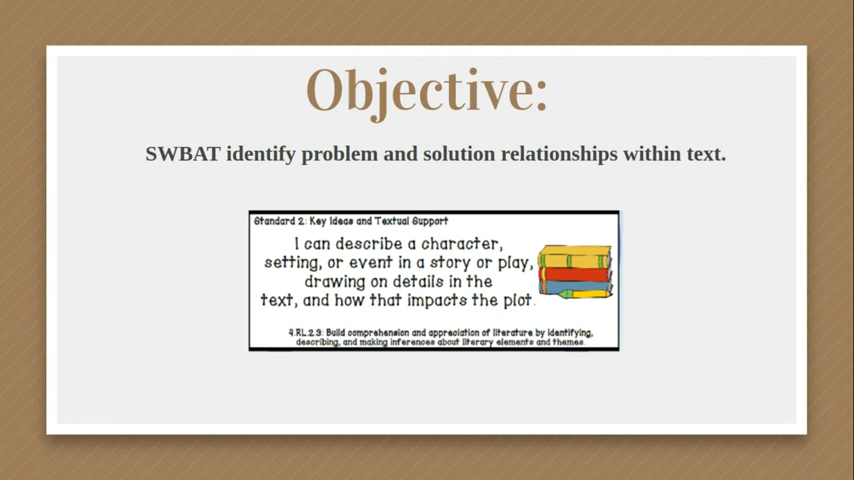 Objective:
SWBAT identify problem and solution relationships within text.
Standard 2: Key Ideas and Textual Support
I can describe a character,
setting, or event in a story or play,
drawing on details in the
text, and how that impacts the plot.
4.RL.2.3: Build comprehension and appreciation of literature by identifying,
describing, and making inferences about literary elements and themes.